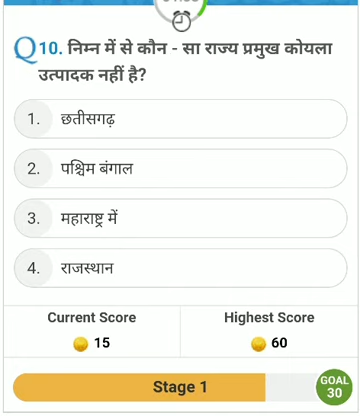 Q10. निम्न में से कौन - सा राज्य प्रमुख कोयला
उत्पादक नहीं है?
1. छतीसगढ़
2. पश्चिम बंगाल
3. महाराष्ट्र में
4. राजस्थान
Current Score Highest Score
15 60
Stage 1
GOAL
30